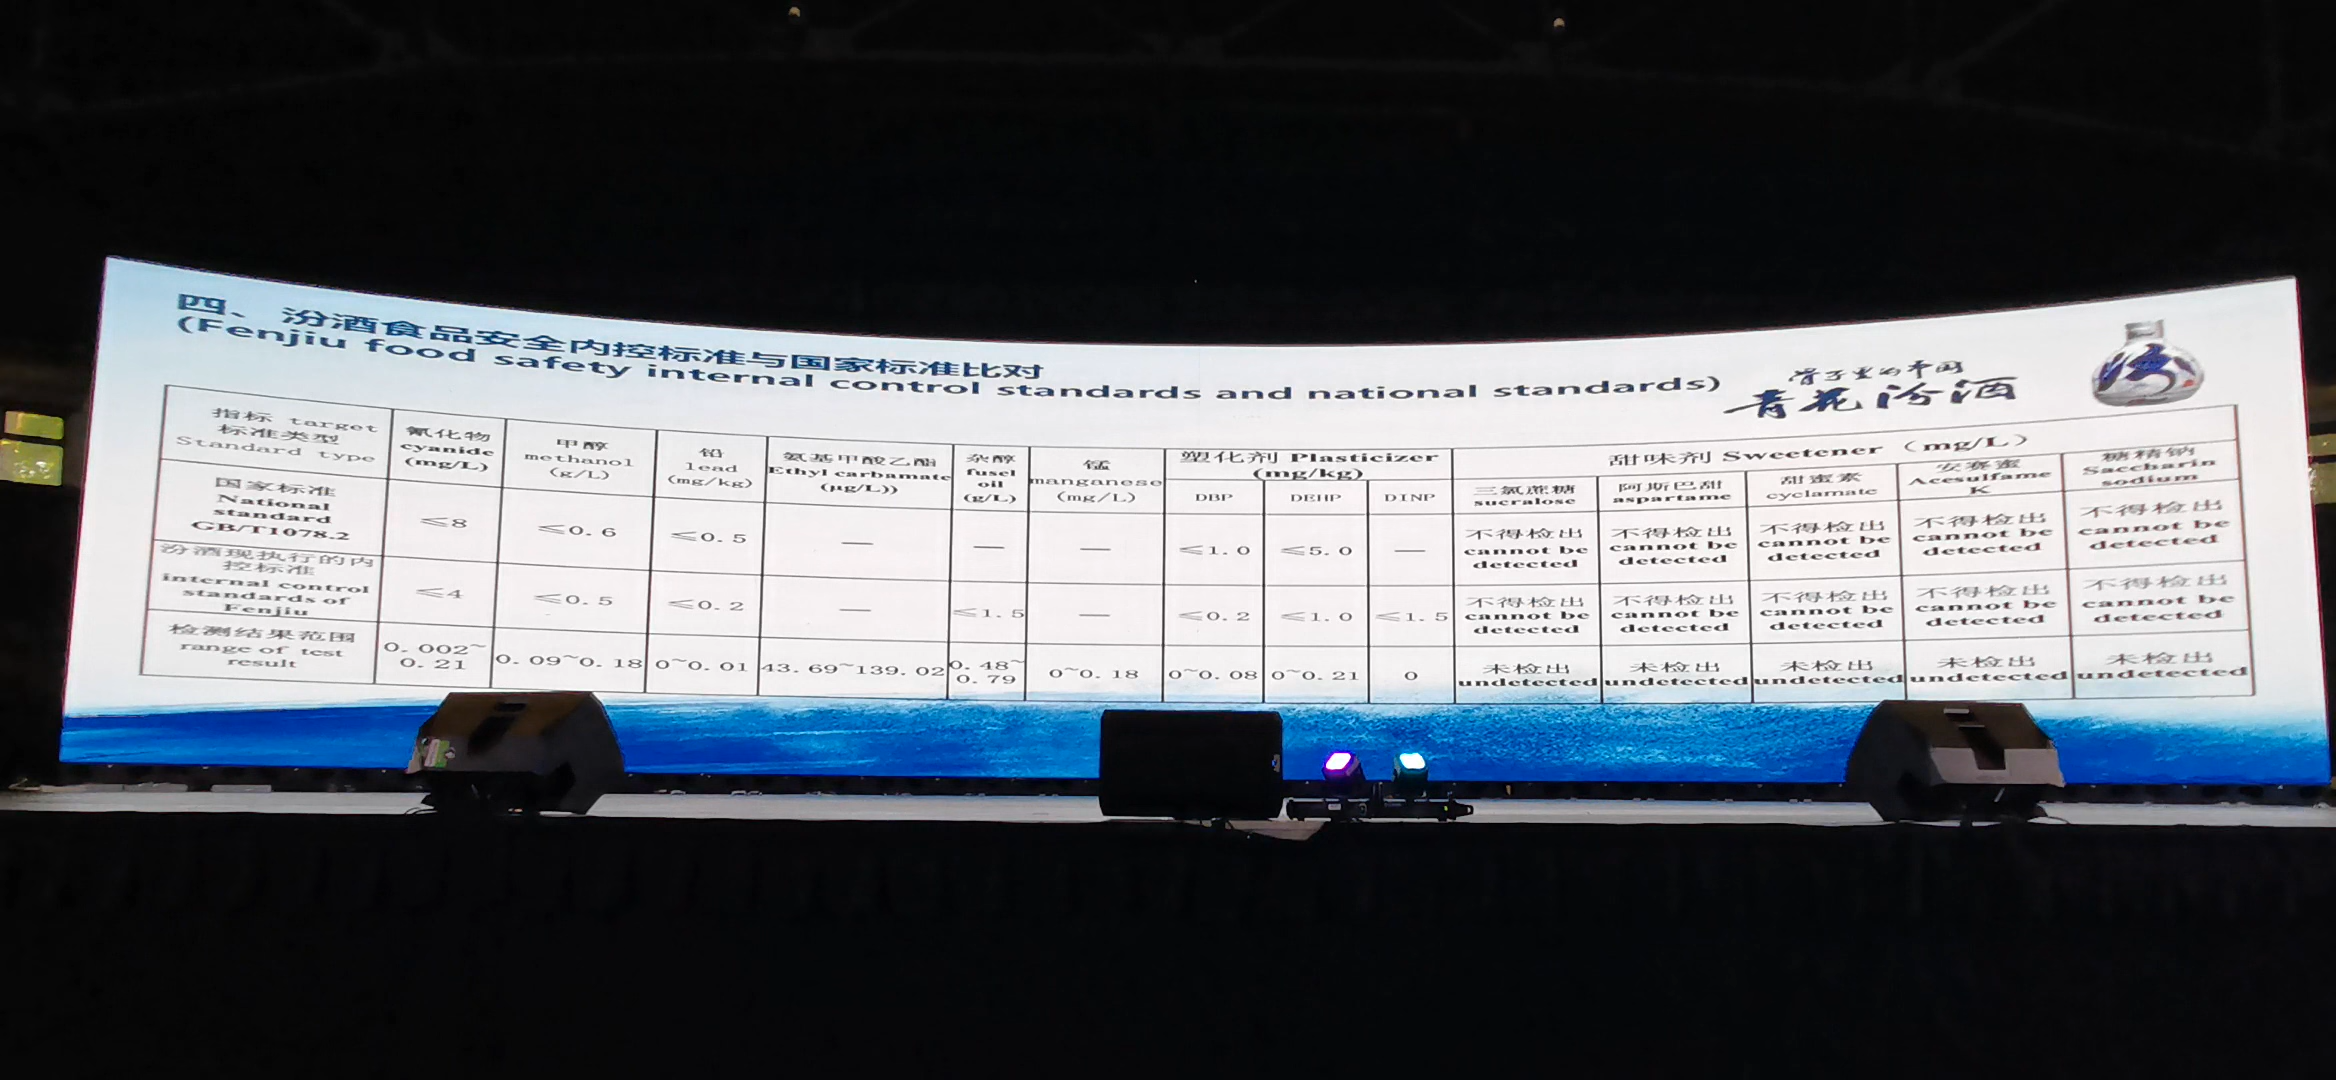 四、汾酒食品安全内控标准与国家标准比对
(Fenjiu food safety internal control standards and national standards)
骨子里的中国
青花汾酒
汾
指标 target
标准类型
Standard type
氰化物
cyanide
(mg/L)
甲醇
methanol
(g/L)
铅
lead
(mg/kg)
氨基甲酸乙酯
Ethyl carbamate
(μg/L))
杂醇
fusel
oil
(g/L)
锰
manganese
(mg/L)
塑化剂 Plasticizer
(mg/kg)
DBP
DEHP
DINP
甜味剂 Sweetener (mg/L)
三氯蔗糖
sucralose
阿斯巴甜
aspartame
甜蜜素
cyclamate
安赛蜜
Acesulfame
K
糖精钠
Saccharin
sodium
国家标准
National
standard
GB/T1078.2
≤8
≤0.6
≤0.5
—
—
—
≤1.0
≤5.0
—
不得检出
cannot be
detected
不得检出
cannot be
detected
不得检出
cannot be
detected
不得检出
cannot be
detected
不得检出
cannot be
detected
汾酒现执行的内
控标准
internal control
standards of
Fenjiu
≤4
≤0.5
≤0.2
—
≤1.5
—
≤0.2
≤1.0
≤1.5
不得检出
cannot be
detected
不得检出
cannot be
detected
不得检出
cannot be
detected
不得检出
cannot be
detected
不得检出
cannot be
detected
检测结果范围
range of test
result
0.002~
0.21
0.09~0.18
0~0.01
43.69~139.02
0.48~
0.79
0~0.18
0~0.08
0~0.21
0
未检出
undetected
未检出
undetected
未检出
undetected
未检出
undetected
未检出
undetected